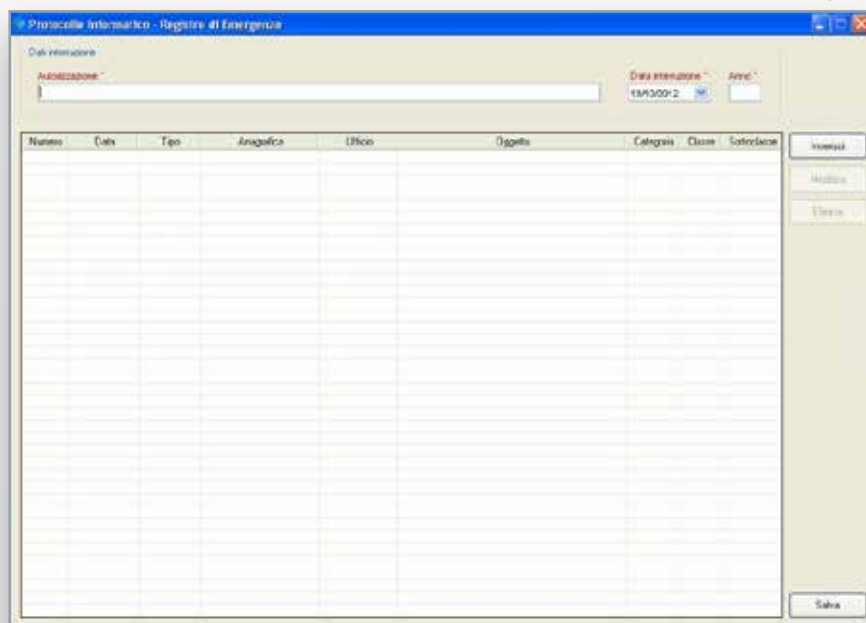 Protocollo Informatico - Registro di Emergenza
Dati interruzione
Autorizzazione *
Data interruzione * Anno *
Numero Data Tipo Anagrafica Ufficio Oggetto Categoria Classe Sottoclasse
Inserisci
Modifica
Elimina
Salva